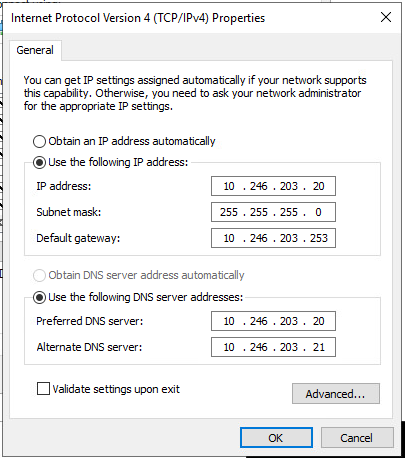 Internet Protocol Version 4 (TCP/IPv4) Properties
General
You can get IP settings assigned automatically if your network supports
this capability. Otherwise, you need to ask your network administrator
for the appropriate IP settings.
Obtain an IP address automatically
Use the following IP address:
IP address: 10 . 246 . 203 . 20
Subnet mask: 255 . 255 . 255 . 0
Default gateway: 10 . 246 . 203 . 253
Obtain DNS server address automatically
Use the following DNS server addresses:
Preferred DNS server: 10 . 246 . 203 . 20
Alternate DNS server: 10 . 246 . 203 . 21
Validate settings upon exit
Advanced...
OK Cancel